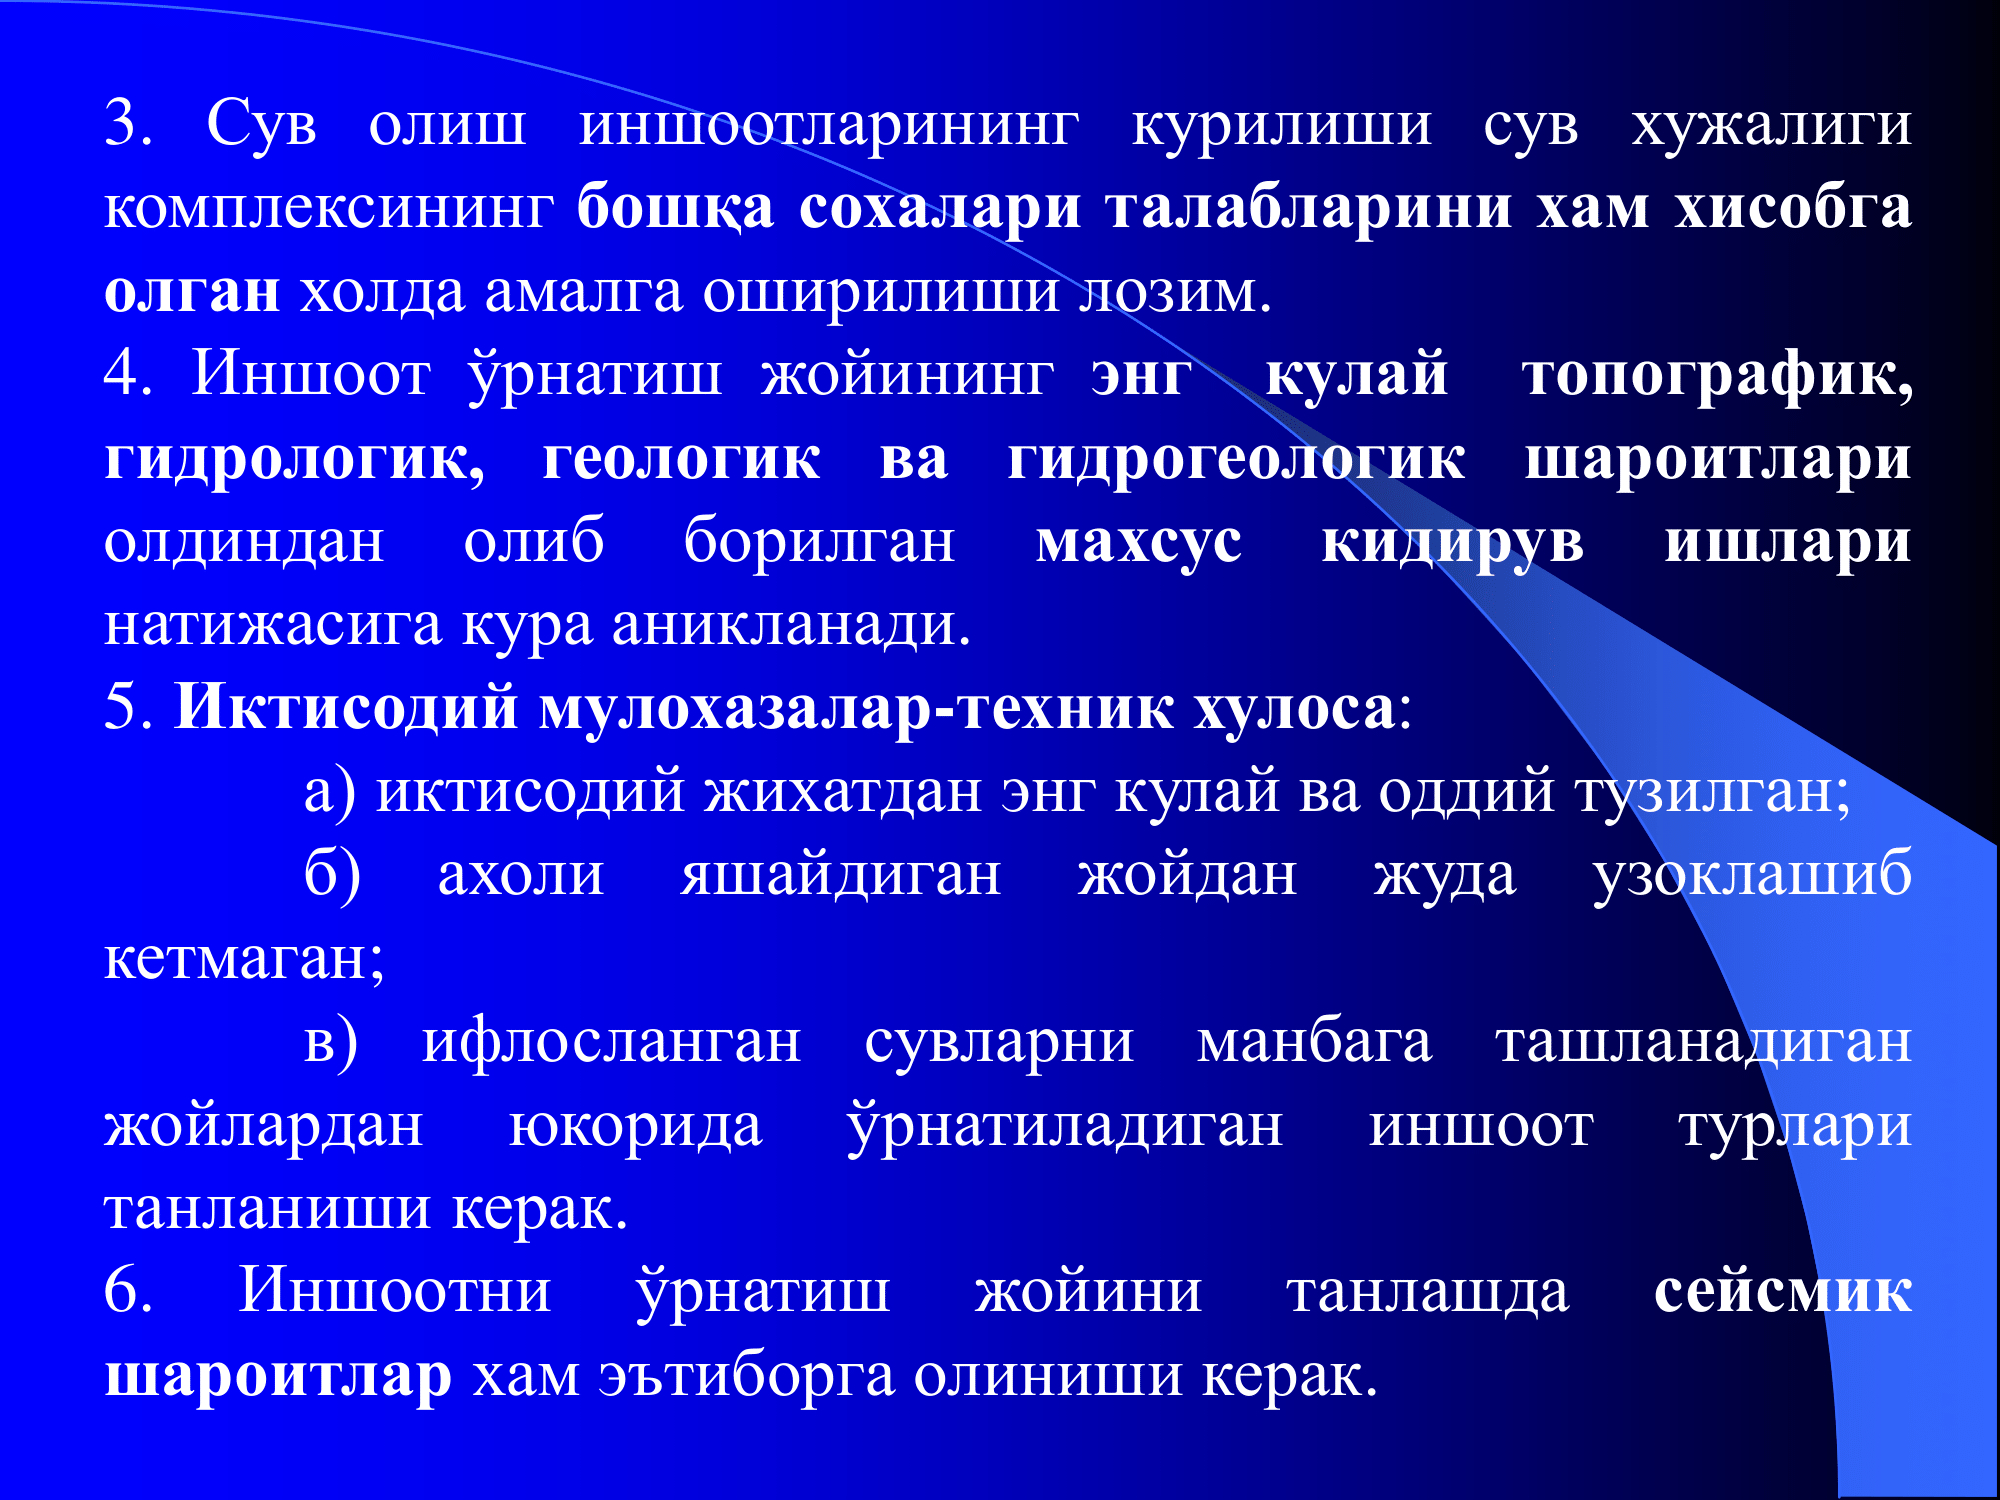 3. Сув олиш иншоотларининг курилиши сув хужалиги
комплексининг бошқа сохалари талабларини хам хисобга
олган холда амалга оширилиши лозим.
4. Иншоот ўрнатиш жойининг энг кулай топографик,
гидрологик, геологик ва гидрогеологик шароитлари
олдиндан олиб борилган махсус кидирув ишлари
натижасига кура аникланади.
5. Иктисодий мулохазалар-техник хулоса:
а) иктисодий жихатдан энг кулай ва оддий тузилган;
б) ахоли яшайдиган жойдан жуда узоклашиб
кетмаган;
в) ифлосланган сувларни манбага ташланадиган
жойлардан юкорида ўрнатиладиган иншоот турлари
танланиши керак.
6. Иншоотни ўрнатиш жойини танлашда сейсмик
шароитлар хам эътиборга олиниши керак.